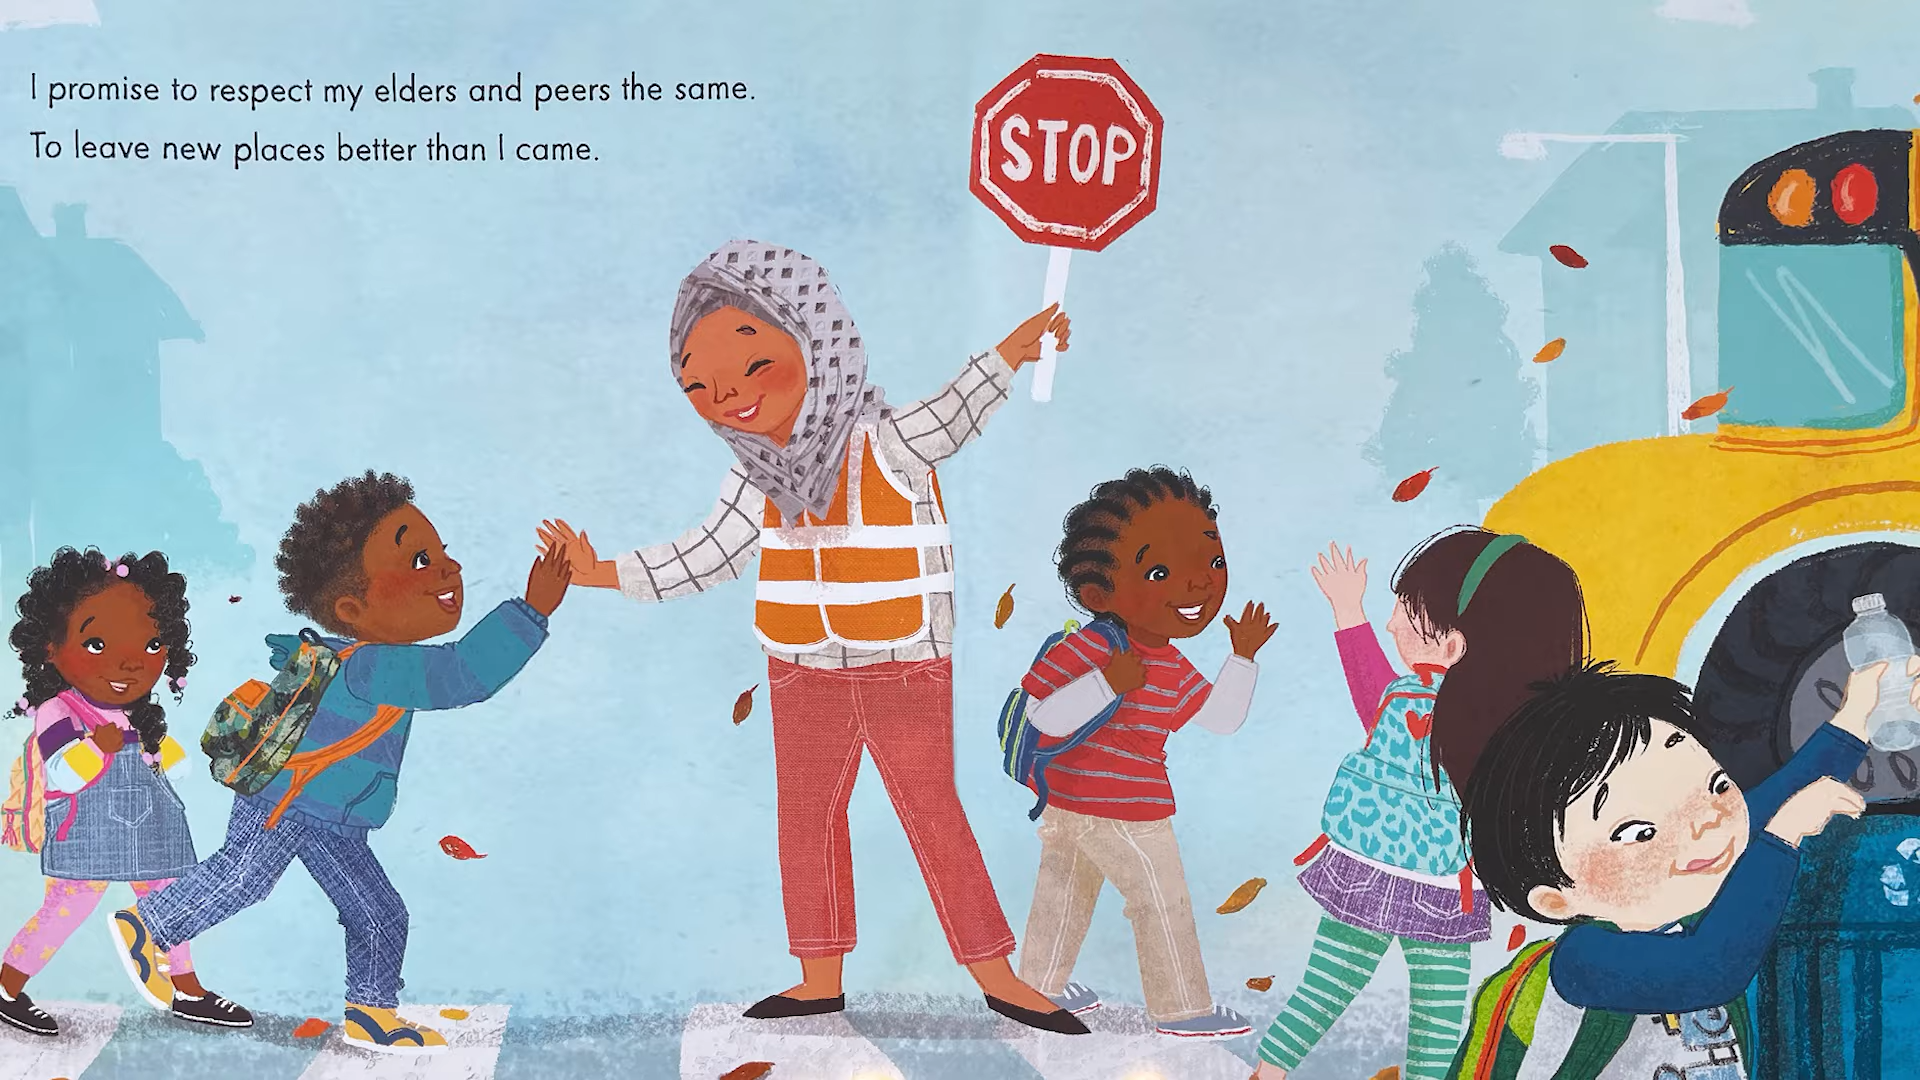 I promise to respect my elders and peers the same.
To leave new places better than I came.
STOP